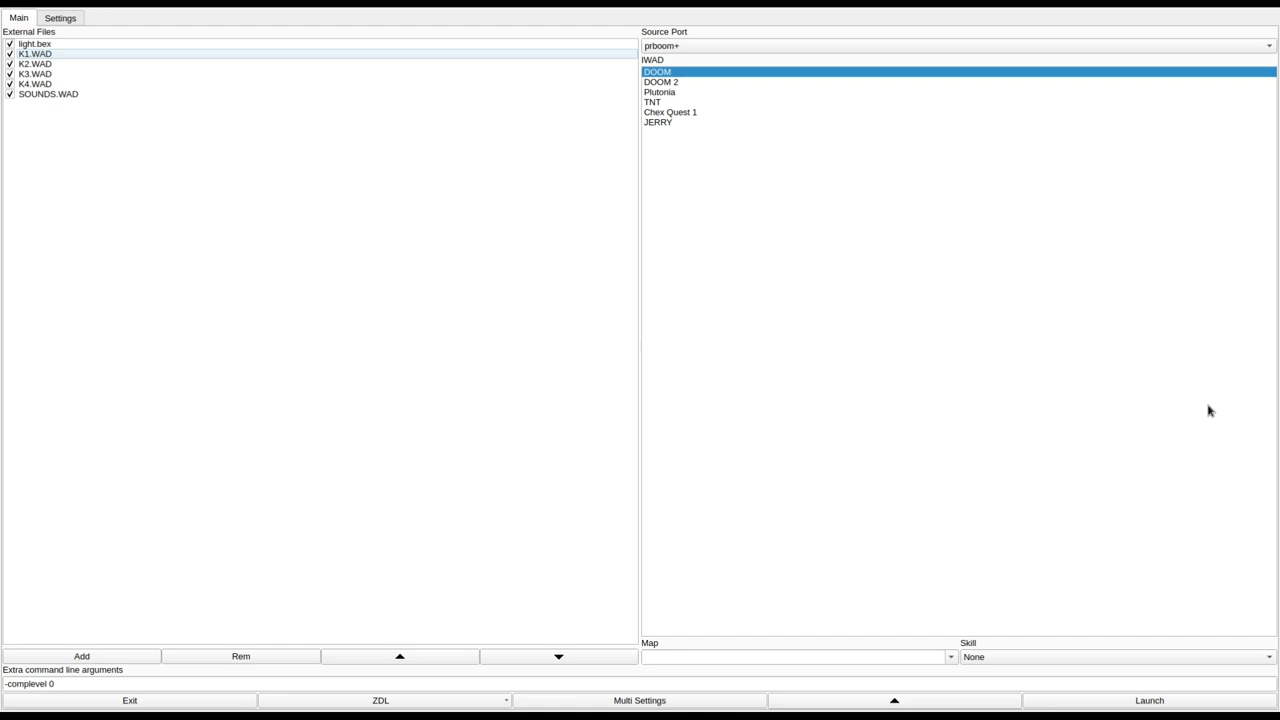 Main Settings
External Files
light.bex
K1.WAD
K2.WAD
K3.WAD
K4.WAD
SOUNDS.WAD
Source Port
prboom+
IWAD
DOOM
DOOM 2
Plutonia
TNT
Chex Quest 1
JERRY
Add Rem
Map Skill
None
Extra command line arguments
-complevel 0
Exit ZDL Multi Settings Launch